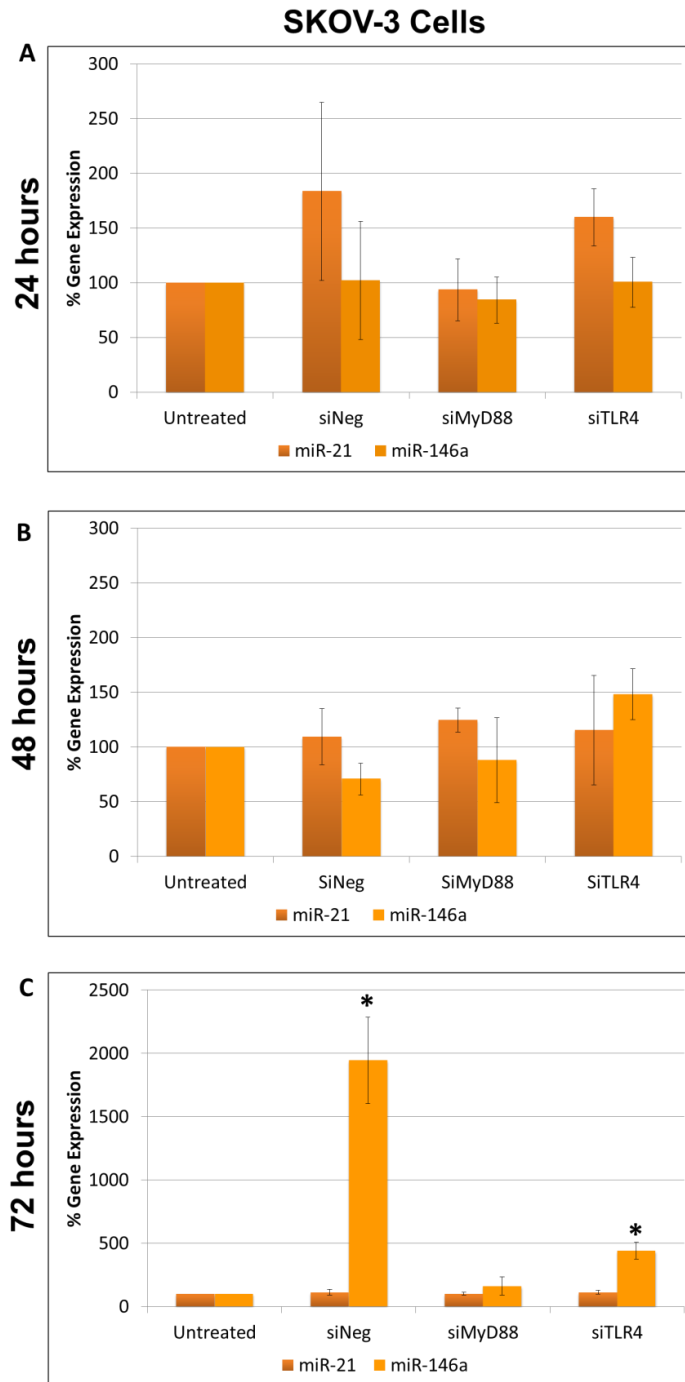 SKOV-3 Cells
A
24 hours
% Gene Expression
300
250
200
150
100
50
0
Untreated siNeg siMyD88 siTLR4
miR-21 miR-146a
B
48 hours
% Gene Expression
300
250
200
150
100
50
0
Untreated SiNeg SiMyD88 SiTLR4
miR-21 miR-146a
C
72 hours
% Gene Expression
2500
2000
1500
1000
500
0
*
*
Untreated siNeg siMyD88 siTLR4
miR-21 miR-146a